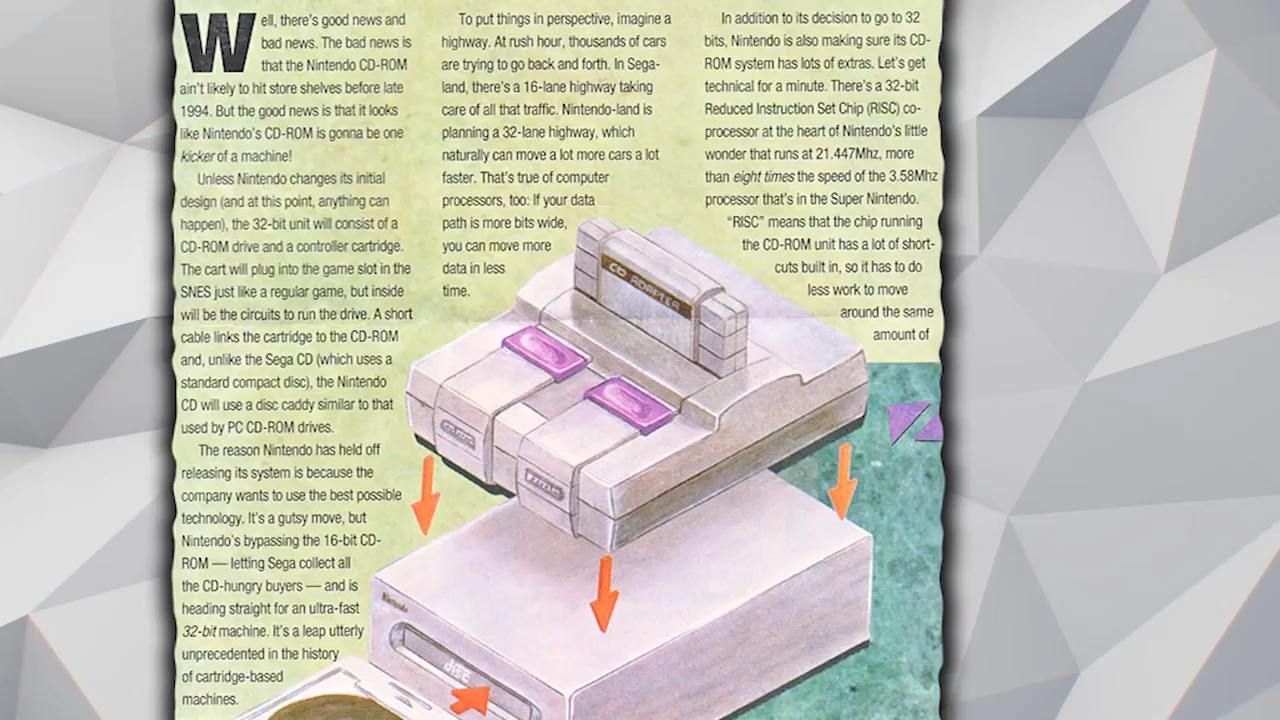 Well, there's good news and
bad news. The bad news is
that the Nintendo CD-ROM
ain't likely to hit store shelves before late
1994. But the good news is that it looks
like Nintendo's CD-ROM is gonna be one
kicker of a machine!
Unless Nintendo changes its initial
design (and at this point, anything can
happen), the 32-bit unit will consist of a
CD-ROM drive and a controller cartridge.
The cart will plug into the game slot in the
SNES just like a regular game, but inside
will be the circuits to run the drive. A short
cable links the cartridge to the CD-ROM
and, unlike the Sega CD (which uses a
standard compact disc), the Nintendo
CD will use a disc caddy similar to that
used by PC CD-ROM drives.
The reason Nintendo has held off
releasing its system is because the
company wants to use the best possible
technology. It's a gutsy move, but
Nintendo's bypassing the 16-bit CD-
ROM — letting Sega collect all
the CD-hungry buyers — and is
heading straight for an ultra-fast
32-bit machine. It's a leap utterly
unprecedented in the history
of cartridge-based
machines.
To put things in perspective, imagine a
highway. At rush hour, thousands of cars
are trying to go back and forth. In Sega-
land, there's a 16-lane highway taking
care of all that traffic. Nintendo-land is
planning a 32-lane highway, which
naturally can move a lot more cars a lot
faster. That's true of computer
processors, too: If your data
path is more bits wide,
you can move more
data in less
time.
In addition to its decision to go to 32
bits, Nintendo is also making sure its CD-
ROM system has lots of extras. Let's get
technical for a minute. There's a 32-bit
Reduced Instruction Set Chip (RISC) co-
processor at the heart of Nintendo's little
wonder that runs at 21.447Mhz, more
than eight times the speed of the 3.58Mhz
processor that's in the Super Nintendo.
"RISC" means that the chip running
the CD-ROM unit has a lot of short-
cuts built in, so it has to do
less work to move
around the same
amount of
CD ADAPTER
Nintendo
disc